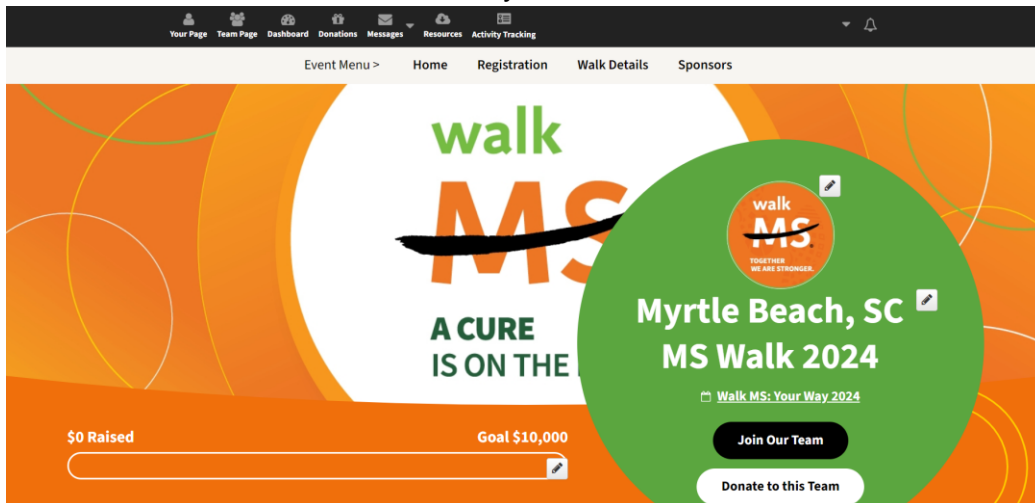 Your Page Team Page Dashboard Donations Messages Resources Activity Tracking
Event Menu > Home Registration Walk Details Sponsors
walk
MS
A CURE
IS ON THE
walk
MS.
TOGETHER
WE ARE STRONGER.
Myrtle Beach, SC
MS Walk 2024
Walk MS: Your Way 2024
$0 Raised Goal $10,000
Join Our Team
Donate to this Team